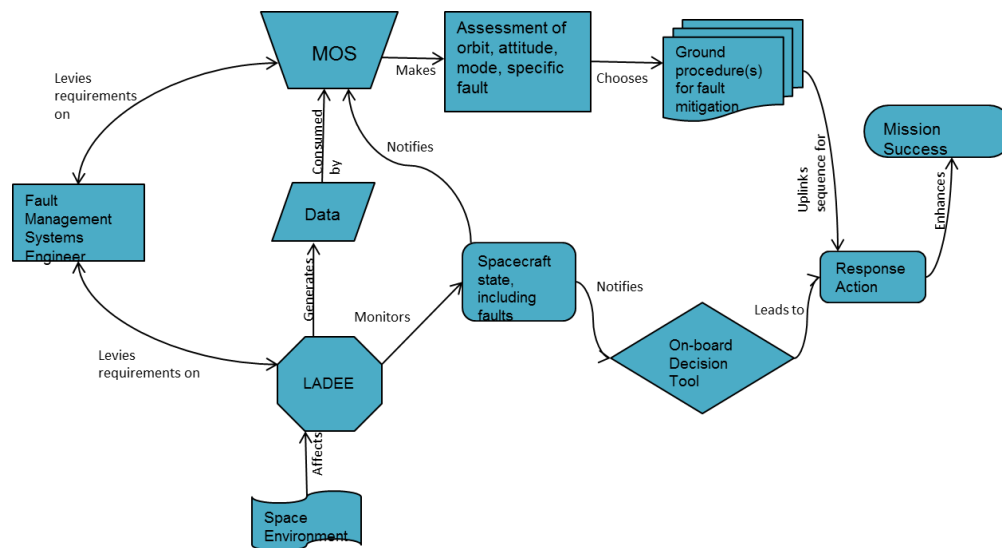 MOS
Makes
Assessment of
orbit, attitude,
mode, specific
fault
Chooses
Ground
procedure(s)
for fault
mitigation
Levies
requirements
on
Consumed
by
Notifies
Uplinks
sequence for
Mission
Success
Enhances
Fault
Management
Systems
Engineer
Data
Generates
Monitors
Spacecraft
state,
including
faults
Notifies
Response
Action
Leads to
On-board
Decision
Tool
Levies
requirements on
LADEE
Affects
Space
Environment